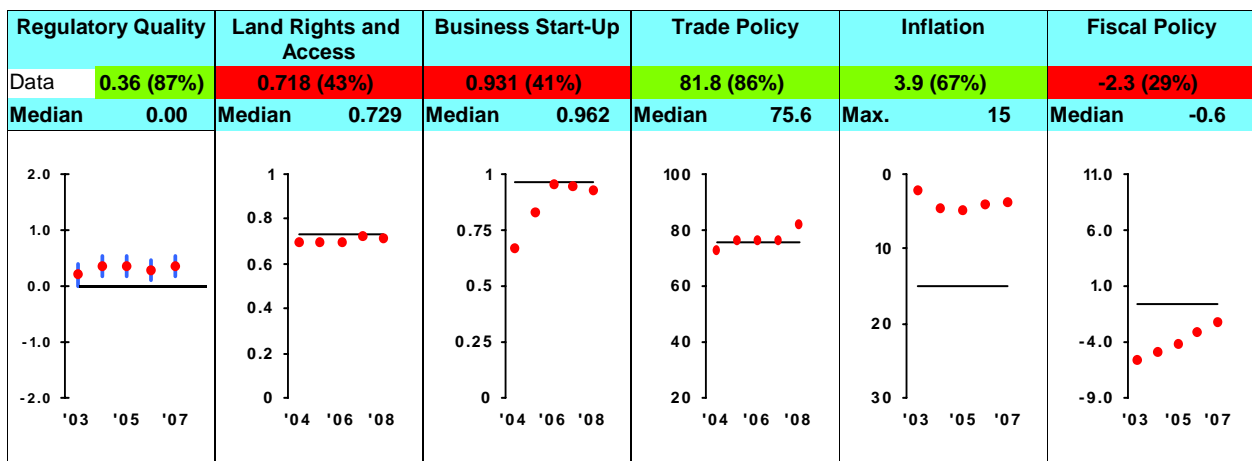 Regulatory Quality
Land Rights and
Access
Business Start-Up
Trade Policy
Inflation
Fiscal Policy
Data 0.36 (87%)
0.718 (43%)
0.931 (41%)
81.8 (86%)
3.9 (67%)
-2.3 (29%)
Median 0.00
Median 0.729
Median 0.962
Median 75.6
Max. 15
Median -0.6
2.0
1.0
0.0
-1.0
-2.0
'03 '05 '07
1
0.8
0.6
0.4
0.2
0
'04 '06 '08
1
0.75
0.5
0.25
0
'04 '06 '08
100
80
60
40
20
'04 '06 '08
0
10
20
30
'03 '05 '07
11.0
6.0
1.0
-4.0
-9.0
'03 '05 '07